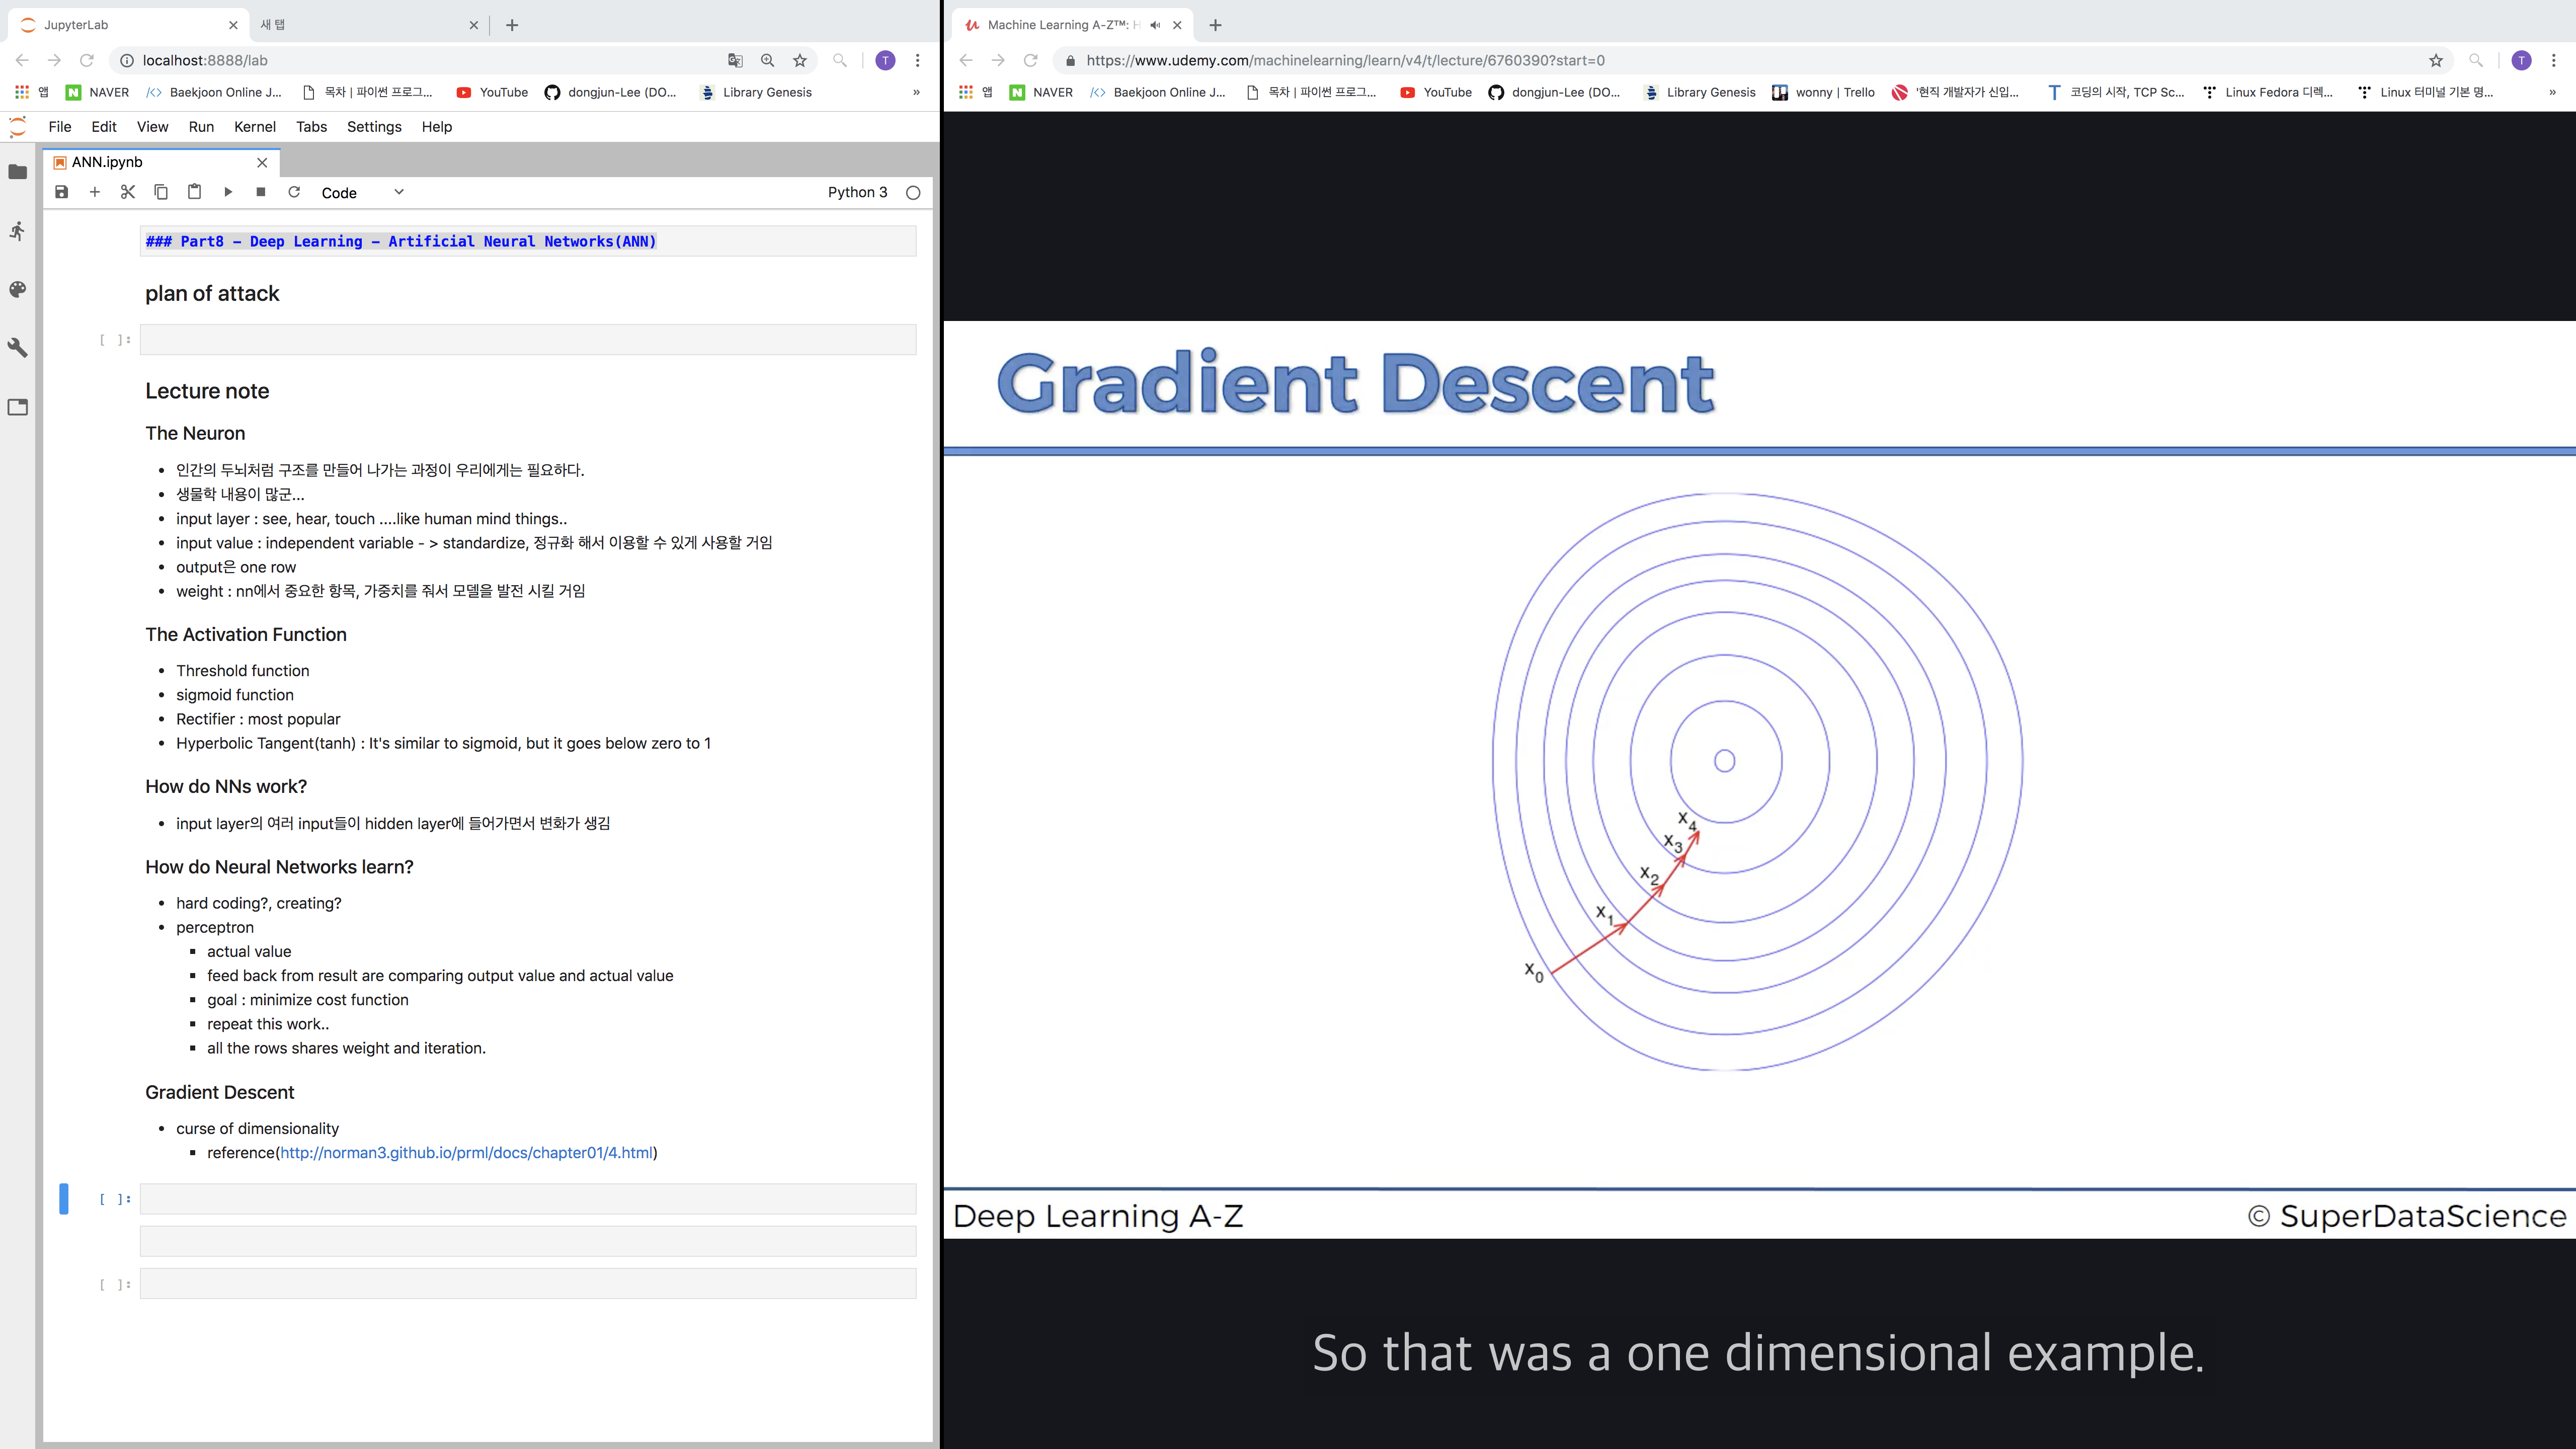 JupyterLab
새 탭
localhost:8888/lab
T
앱
NAVER
Baekjoon Online J...
목차 | 파이썬 프로그...
YouTube
dongjun-Lee (DO...
Library Genesis
»
File Edit View Run Kernel Tabs Settings Help
ANN.ipynb
Code
Python 3
### Part8 - Deep Learning - Artificial Neural Networks(ANN)
plan of attack
[ ]:
Lecture note
The Neuron
• 인간의 두뇌처럼 구조를 만들어 나가는 과정이 우리에게는 필요하다.
• 생물학 내용이 많군...
• input layer : see, hear, touch ....like human mind things..
• input value : independent variable - > standardize, 정규화 해서 이용할 수 있게 사용할 거임
• output은 one row
• weight : nn에서 중요한 항목, 가중치를 줘서 모델을 발전 시킬 거임
The Activation Function
• Threshold function
• sigmoid function
• Rectifier : most popular
• Hyperbolic Tangent(tanh) : It's similar to sigmoid, but it goes below zero to 1
How do NNs work?
• input layer의 여러 input들이 hidden layer에 들어가면서 변화가 생김
How do Neural Networks learn?
• hard coding?, creating?
• perceptron
▪ actual value
▪ feed back from result are comparing output value and actual value
▪ goal : minimize cost function
▪ repeat this work..
▪ all the rows shares weight and iteration.
Gradient Descent
• curse of dimensionality
▪ reference(http://norman3.github.io/prml/docs/chapter01/4.html)
[ ]:
[ ]:
Machine Learning A-Z™: H
https://www.udemy.com/machinelearning/learn/v4/t/lecture/6760390?start=0
T
앱
NAVER
Baekjoon Online J...
목차 | 파이썬 프로그...
YouTube
dongjun-Lee (DO...
Library Genesis
wonny | Trello
'현직 개발자가 신입...
코딩의 시작, TCP Sc...
Linux Fedora 디렉...
Linux 터미널 기본 명...
»
Gradient Descent
x4
x3
x2
x1
x0
Deep Learning A-Z
© SuperDataScience
So that was a one dimensional example.